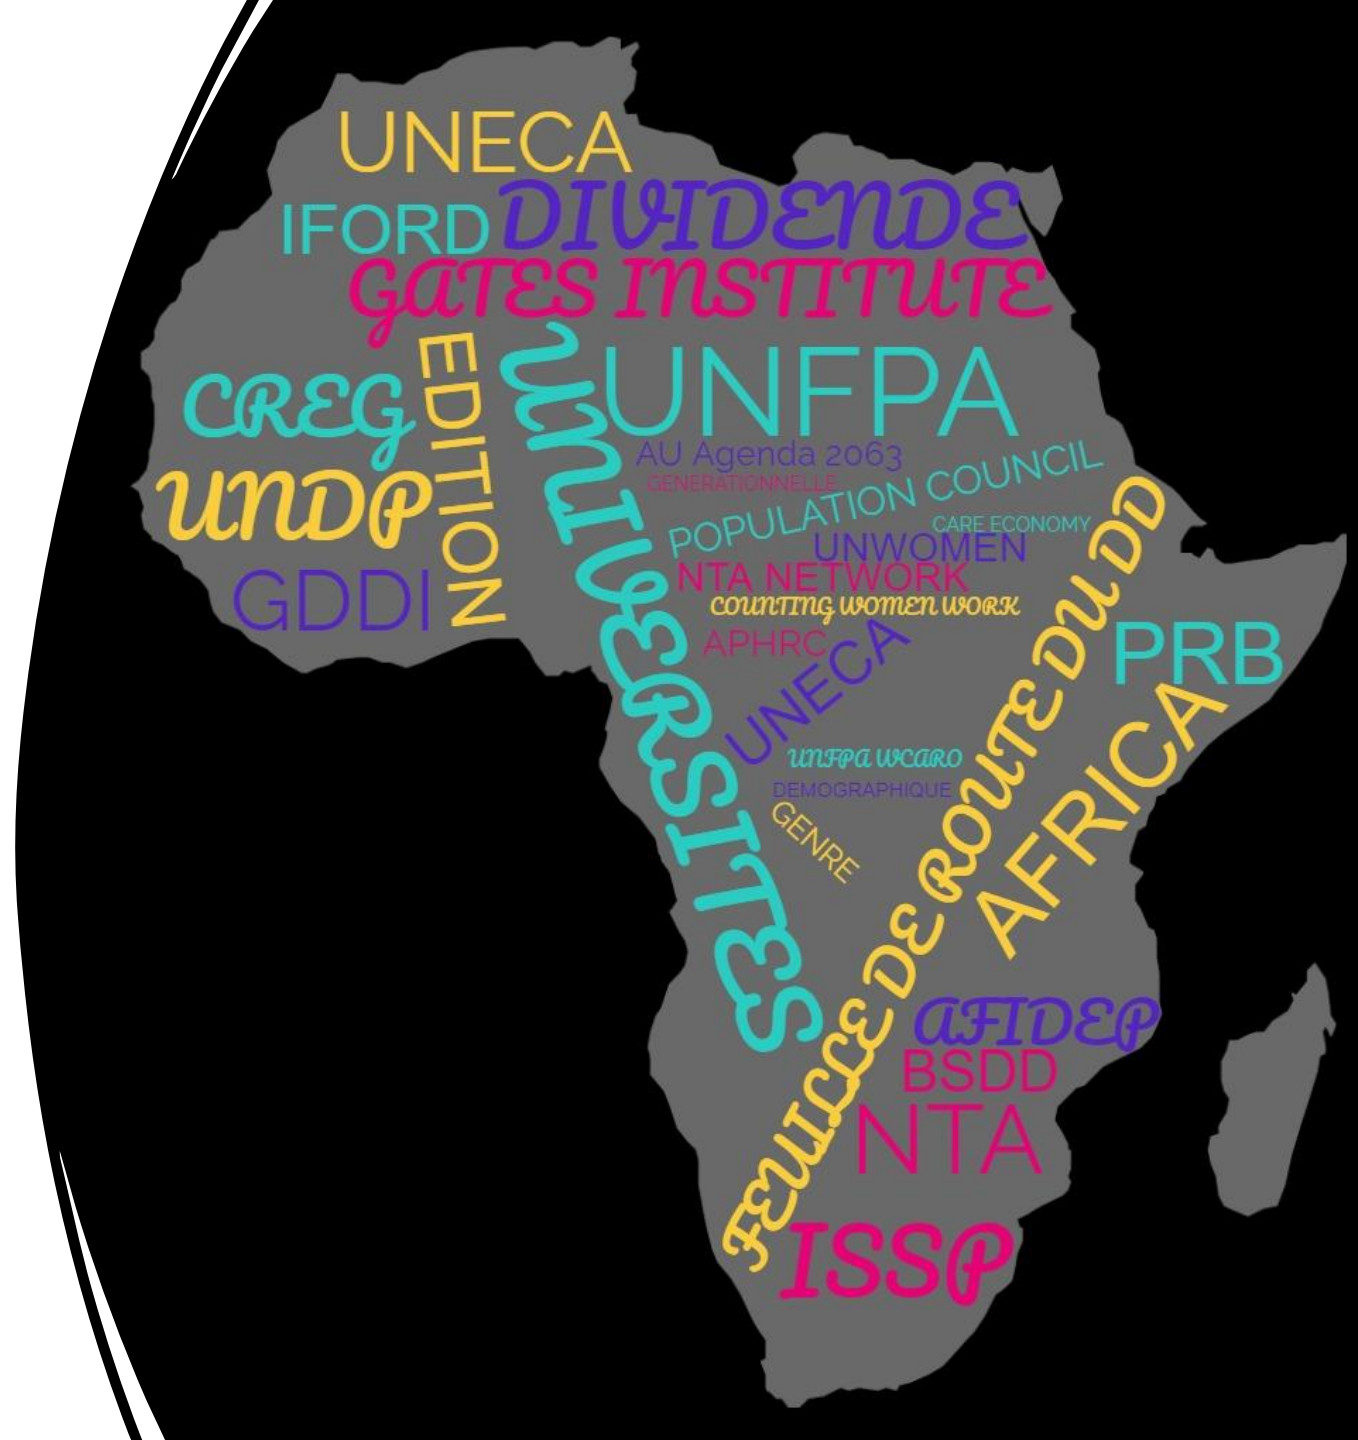 UNECA
IFORD
DIVIDENDE
GATES INSTITUTE
EDITION
UNIVERSITES
UNFPA
CREG
AU Agenda 2063
GENERATIONNELLE
POPULATION COUNCIL
UNDP
CARE ECONOMY
UNWOMEN
NTA NETWORK
GDDI
COUNTING WOMEN WORK
APHRC
UNECA
PRB
FEUILLE DE ROUTE DU DD
AFRICA
UNFPA WCARO
DEMOGRAPHIQUE
GENRE
AFIDEP
BSDD
NTA
ISSP